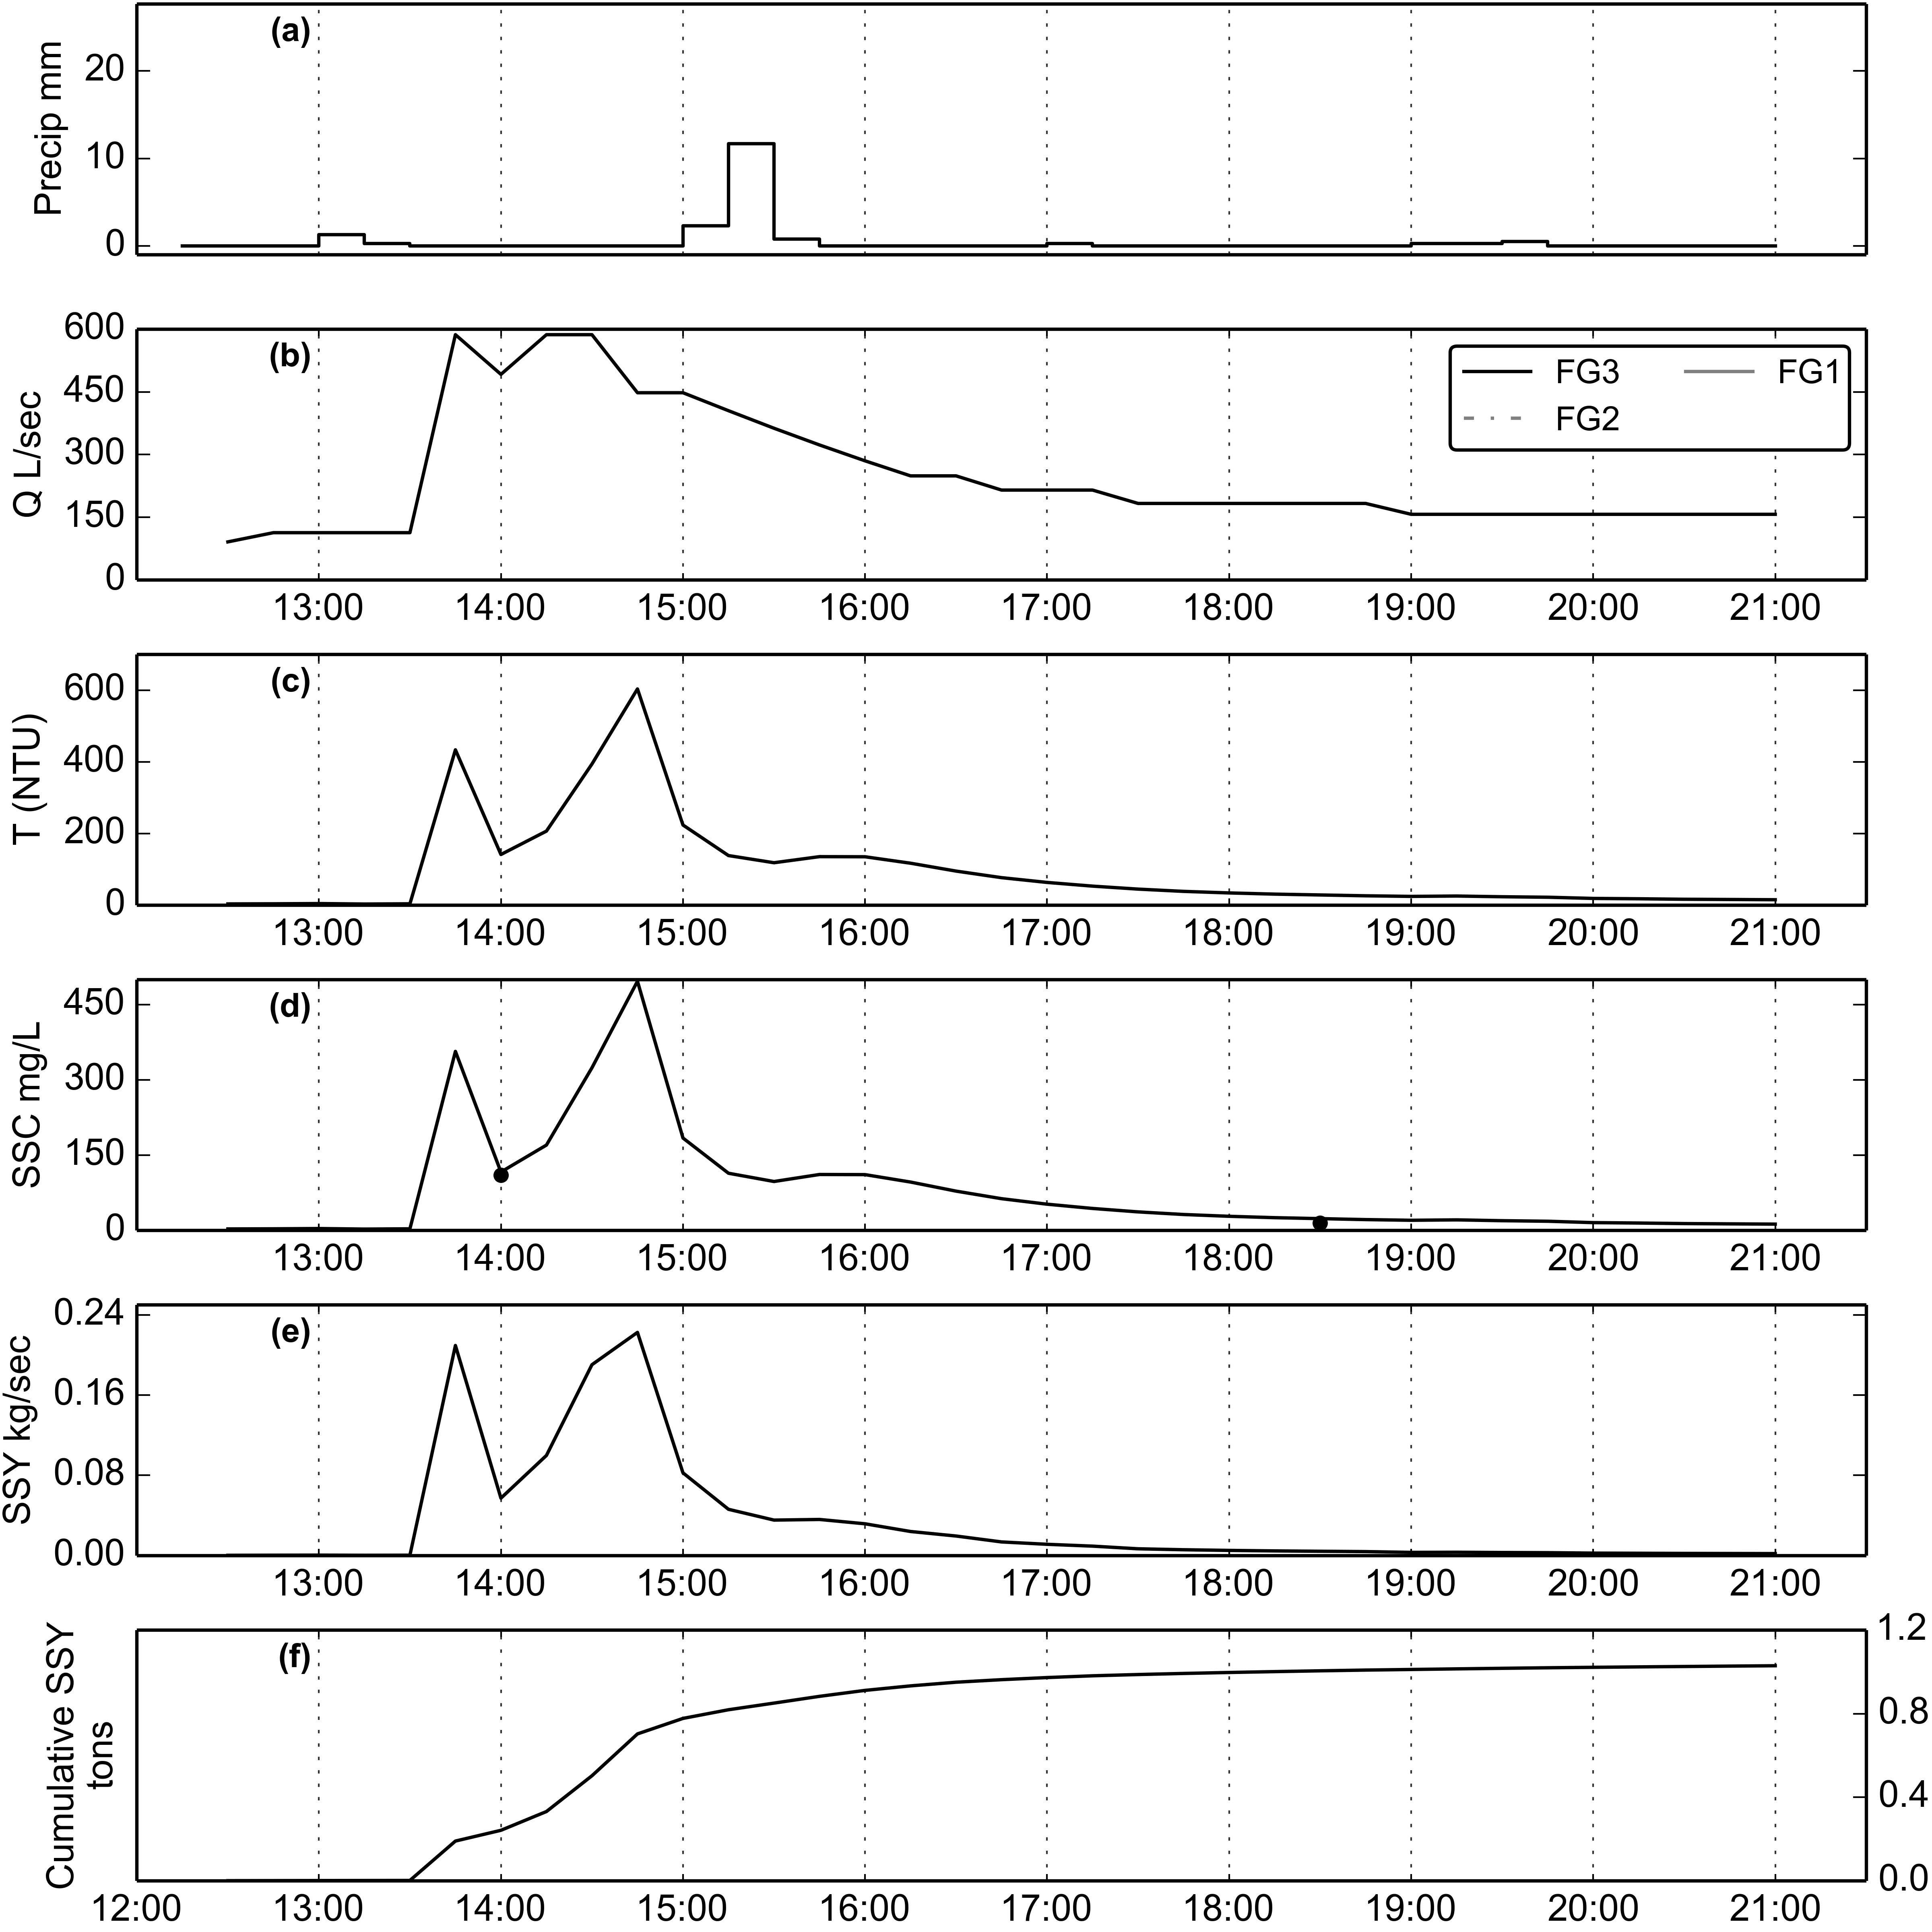 (a)
Precip mm
20
10
0
(b)
Q L/sec
600
450
300
150
0
FG3 FG1
FG2
13:00 14:00 15:00 16:00 17:00 18:00 19:00 20:00 21:00
(c)
T (NTU)
600
400
200
0
13:00 14:00 15:00 16:00 17:00 18:00 19:00 20:00 21:00
(d)
SSC mg/L
450
300
150
0
13:00 14:00 15:00 16:00 17:00 18:00 19:00 20:00 21:00
(e)
SSY kg/sec
0.24
0.16
0.08
0.00
13:00 14:00 15:00 16:00 17:00 18:00 19:00 20:00 21:00
(f)
Cumulative SSY
tons
1.2
0.8
0.4
0.0
12:00 13:00 14:00 15:00 16:00 17:00 18:00 19:00 20:00 21:00